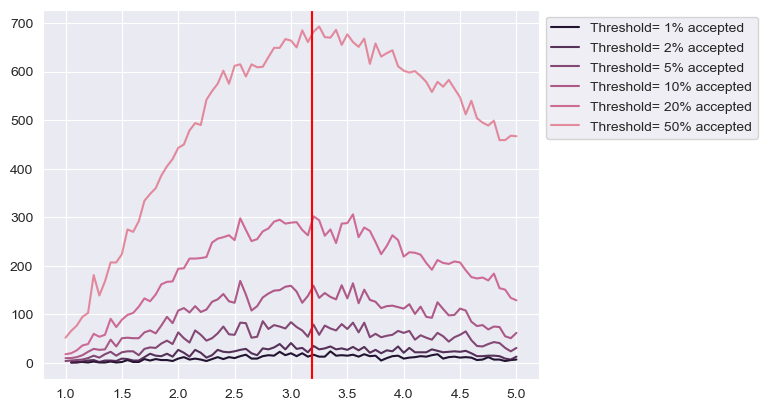 700
600
500
400
300
200
100
0
1.0 1.5 2.0 2.5 3.0 3.5 4.0 4.5 5.0
Threshold= 1% accepted
Threshold= 2% accepted
Threshold= 5% accepted
Threshold= 10% accepted
Threshold= 20% accepted
Threshold= 50% accepted